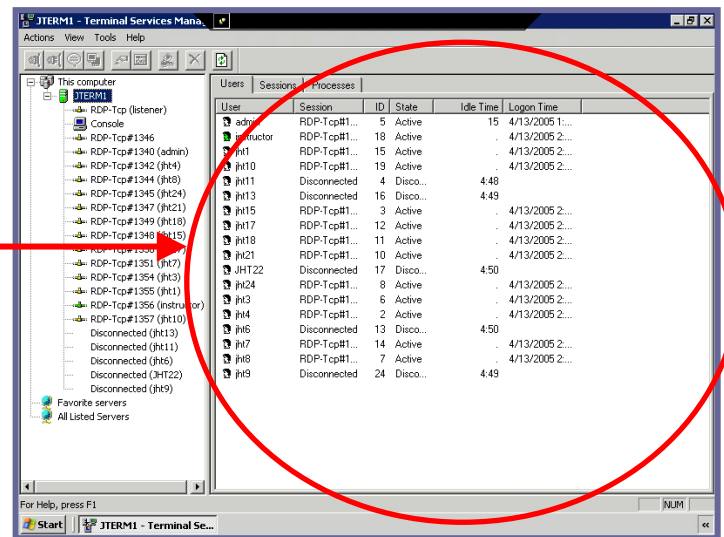 JTERM1 - Terminal Services Mana
Actions View Tools Help
This computer
JTERM1
RDP-Tcp (listener)
Console
RDP-Tcp#1346
RDP-Tcp#1340 (admin)
RDP-Tcp#1342 (jht4)
RDP-Tcp#1344 (jht8)
RDP-Tcp#1345 (jht24)
RDP-Tcp#1347 (jht21)
RDP-Tcp#1349 (jht18)
RDP-Tcp#1348 (jht15)
RDP-Tcp#1351 (jht7)
RDP-Tcp#1354 (jht3)
RDP-Tcp#1355 (jht1)
RDP-Tcp#1356 (instructor)
RDP-Tcp#1357 (jht10)
Disconnected (jht13)
Disconnected (jht11)
Disconnected (jht6)
Disconnected (JHT22)
Disconnected (jht9)
Favorite servers
All Listed Servers
Users Sessions Processes
User Session ID State Idle Time Logon Time
admin RDP-Tcp#1... 5 Active 15 4/13/2005 1:...
instructor RDP-Tcp#1... 18 Active . 4/13/2005 2:...
jht1 RDP-Tcp#1... 15 Active . 4/13/2005 2:...
jht10 RDP-Tcp#1... 19 Active . 4/13/2005 2:...
jht11 Disconnected 4 Disco... 4:48
jht13 Disconnected 16 Disco... 4:49
jht15 RDP-Tcp#1... 3 Active . 4/13/2005 2:...
jht17 RDP-Tcp#1... 12 Active . 4/13/2005 2:...
jht18 RDP-Tcp#1... 11 Active . 4/13/2005 2:...
jht21 RDP-Tcp#1... 10 Active . 4/13/2005 2:...
JHT22 Disconnected 17 Disco... 4:50
jht24 RDP-Tcp#1... 8 Active . 4/13/2005 2:...
jht3 RDP-Tcp#1... 6 Active . 4/13/2005 2:...
jht4 RDP-Tcp#1... 2 Active . 4/13/2005 2:...
jht6 Disconnected 13 Disco... 4:50
jht7 RDP-Tcp#1... 14 Active . 4/13/2005 2:...
jht8 RDP-Tcp#1... 7 Active . 4/13/2005 2:...
jht9 Disconnected 24 Disco... 4:49
For Help, press F1
NUM
Start JTERM1 - Terminal Se... «